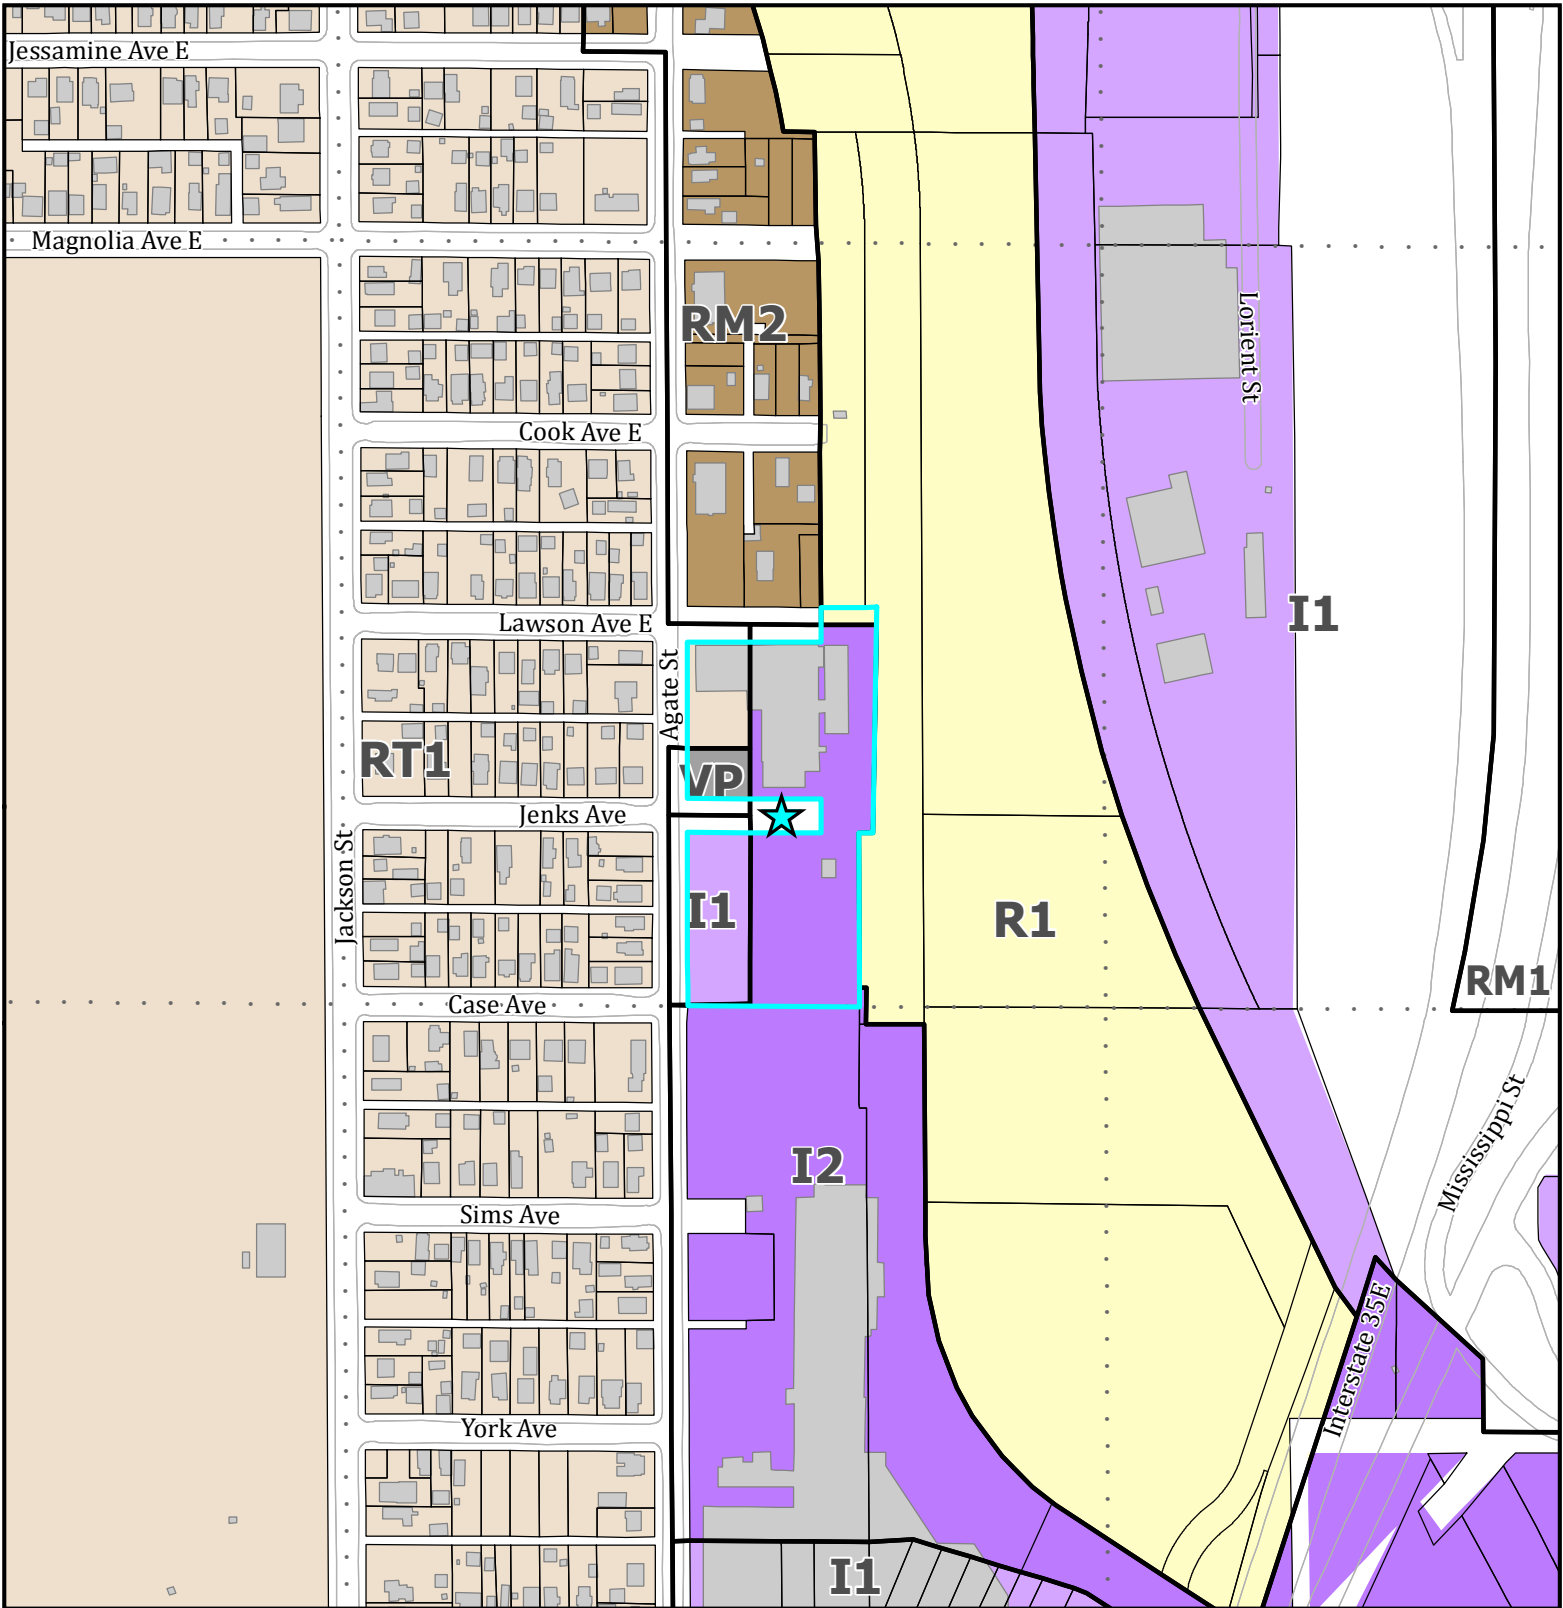 Jessamine Ave E
Magnolia Ave E
RM2
Lorient St
Cook Ave E
I1
Lawson Ave E
Agate St
RT1
VP
Jenks Ave
Jackson St
I1
R1
RM1
Case Ave
Mississippi St
I2
Sims Ave
Interstate 35E
York Ave
I1